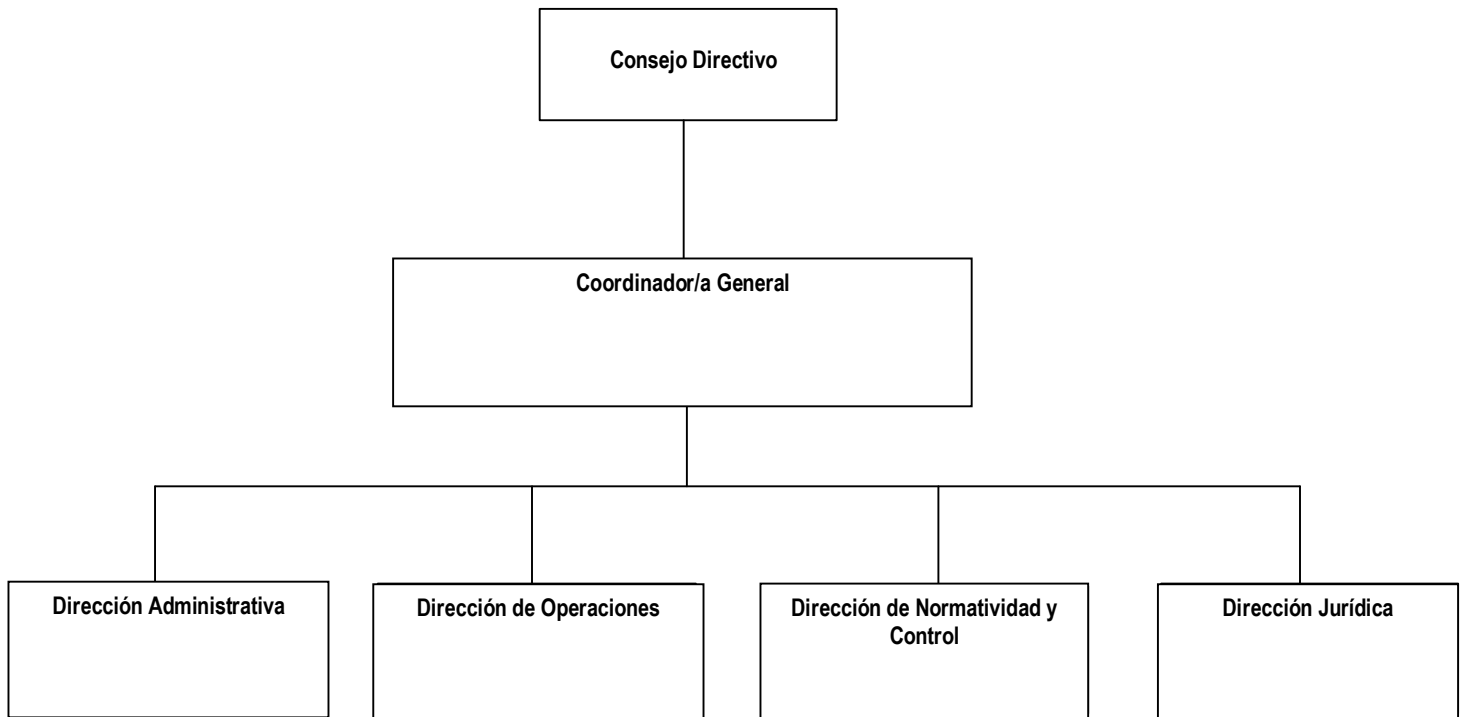 Consejo Directivo
Coordinador/a General
Dirección Administrativa
Dirección de Operaciones
Dirección de Normatividad y
Control
Dirección Jurídica